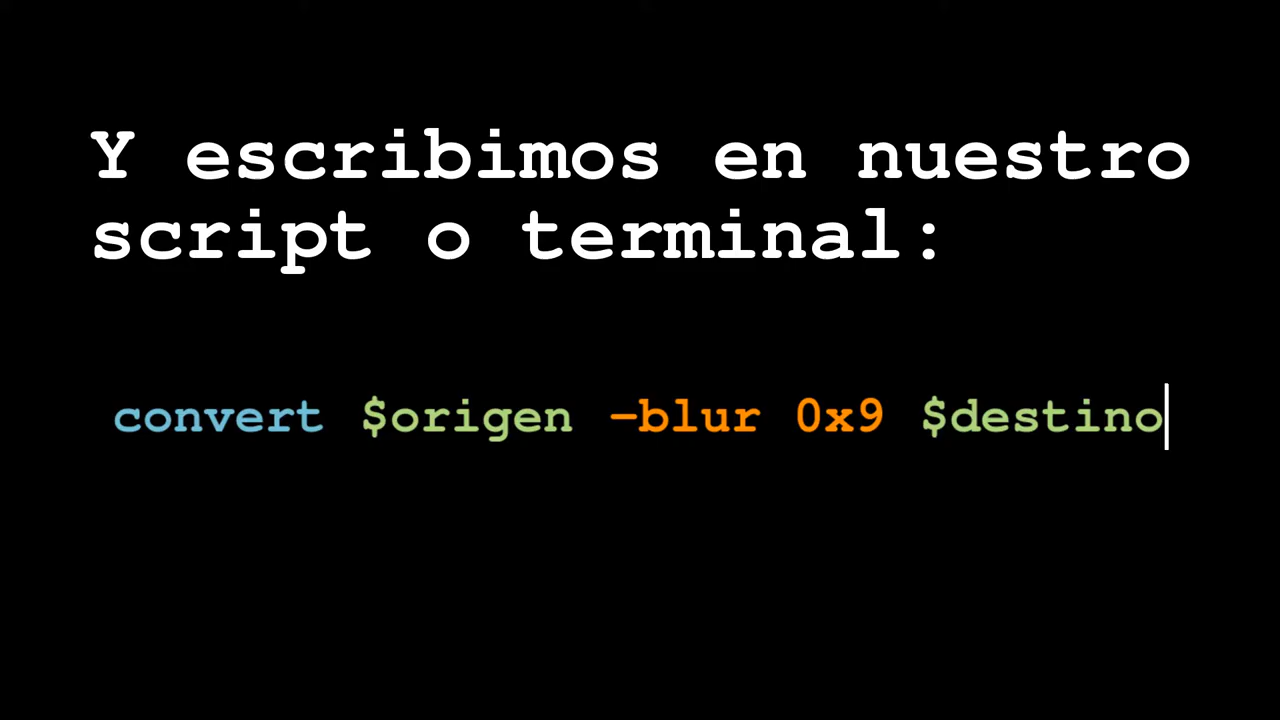 Y escribimos en nuestro
script o terminal:
convert $origen -blur 0x9 $destino